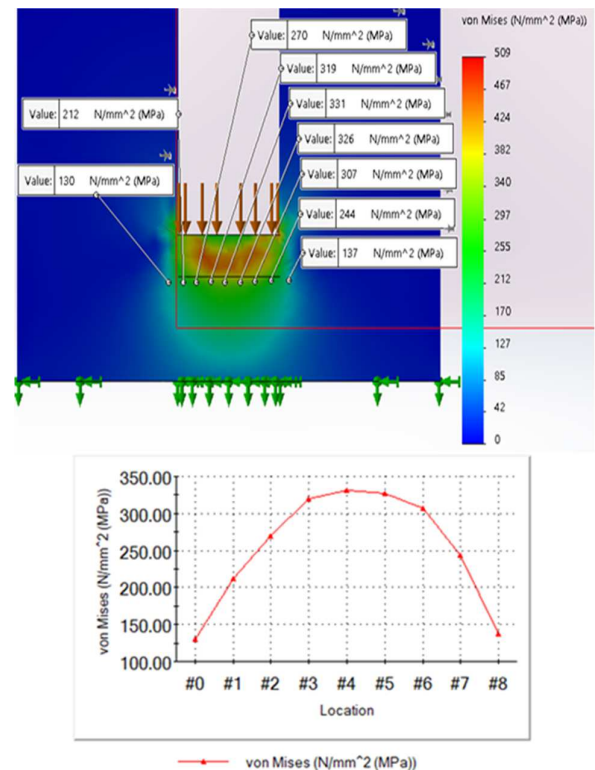 von Mises (N/mm^2 (MPa))
Value: 270 N/mm^2 (MPa)
Value: 319 N/mm^2 (MPa)
Value: 331 N/mm^2 (MPa)
Value: 212 N/mm^2 (MPa)
Value: 326 N/mm^2 (MPa)
Value: 307 N/mm^2 (MPa)
Value: 130 N/mm^2 (MPa)
Value: 244 N/mm^2 (MPa)
Value: 137 N/mm^2 (MPa)
509
467
424
382
340
297
255
212
170
127
85
42
0
von Mises (N/mm^2 (MPa))
350.00
300.00
250.00
150.00
100.00
#0 #1 #2 #3 #4 #5 #6 #7 #8
Location
von Mises (N/mm^2 (MPa))